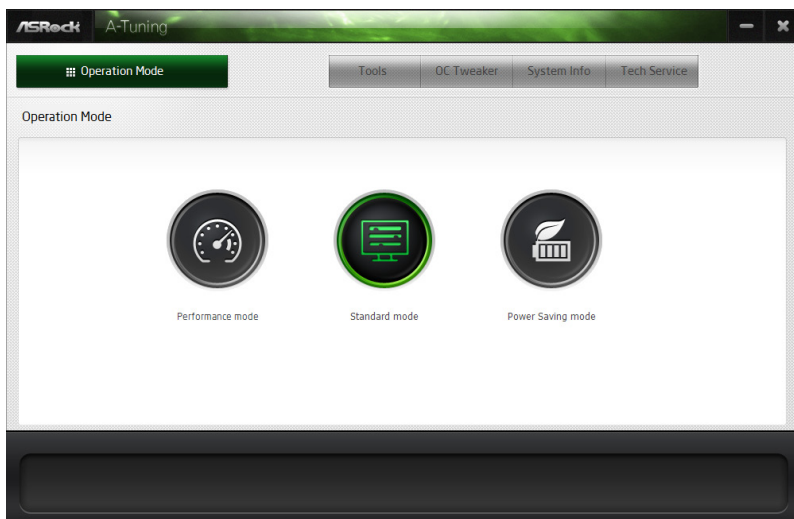 ASRock A-Tuning
Operation Mode Tools OC Tweaker System Info Tech Service
Operation Mode
Performance mode Standard mode Power Saving mode